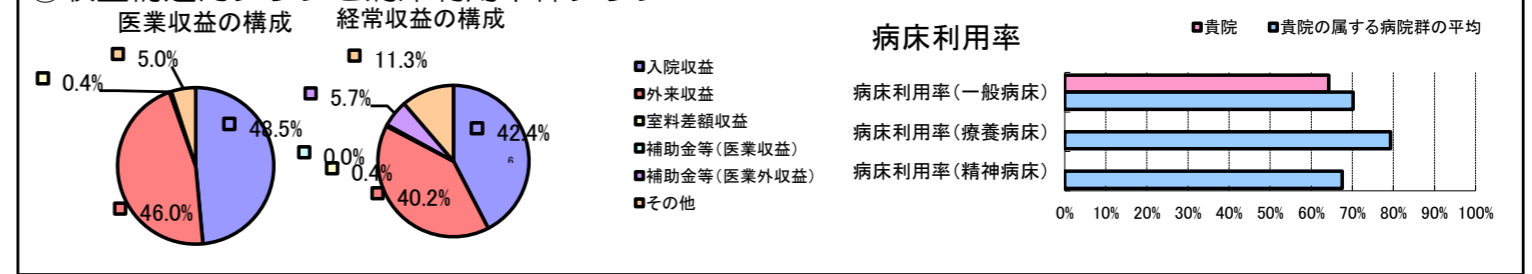 医業収益の構成
5.0%
0.4%
48.5%
46.0%
経常収益の構成
11.3%
5.7%
42.4%
0.0%
0.4%
40.2%
入院収益
外来収益
室料差額収益
補助金等(医業収益)
補助金等(医業外収益)
その他
病床利用率
貴院 貴院の属する病院群の平均
病床利用率(一般病床)
病床利用率(療養病床)
病床利用率(精神病床)
0% 10% 20% 30% 40% 50% 60% 70% 80% 90% 100%